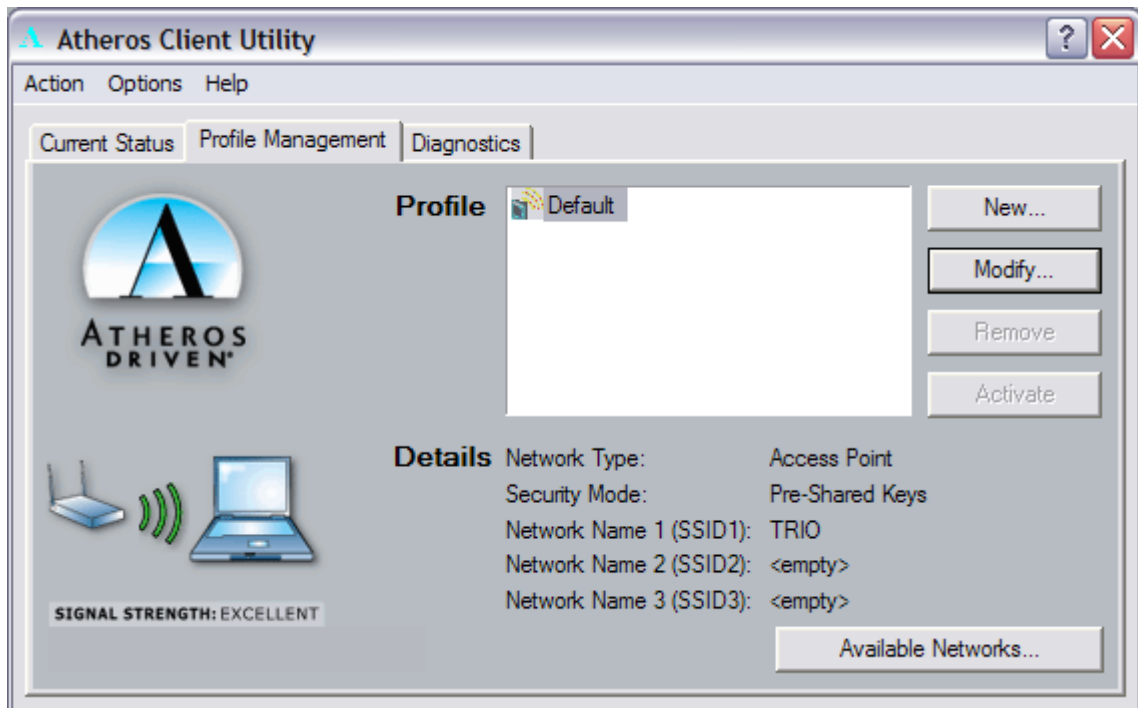 Atheros Client Utility
Action Options Help
Current Status Profile Management Diagnostics
ATHEROS
DRIVEN®
Profile
Default
New...
Modify...
Remove
Activate
Details
Network Type: Access Point
Security Mode: Pre-Shared Keys
Network Name 1 (SSID1): TRIO
Network Name 2 (SSID2): <empty>
Network Name 3 (SSID3): <empty>
SIGNAL STRENGTH: EXCELLENT
Available Networks...